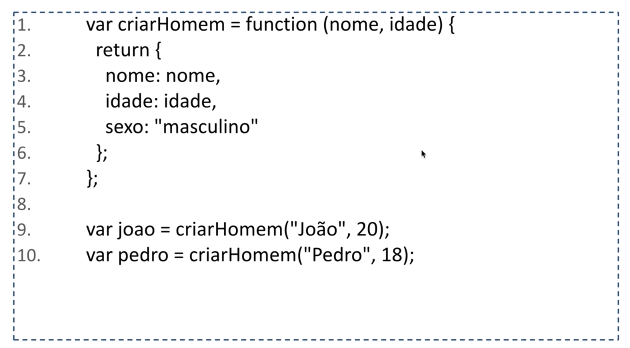 1. var criarHomem = function (nome, idade) {
2. return {
3. nome: nome,
4. idade: idade,
5. sexo: "masculino"
6. };
7. };
8.
9. var joao = criarHomem("João", 20);
10. var pedro = criarHomem("Pedro", 18);